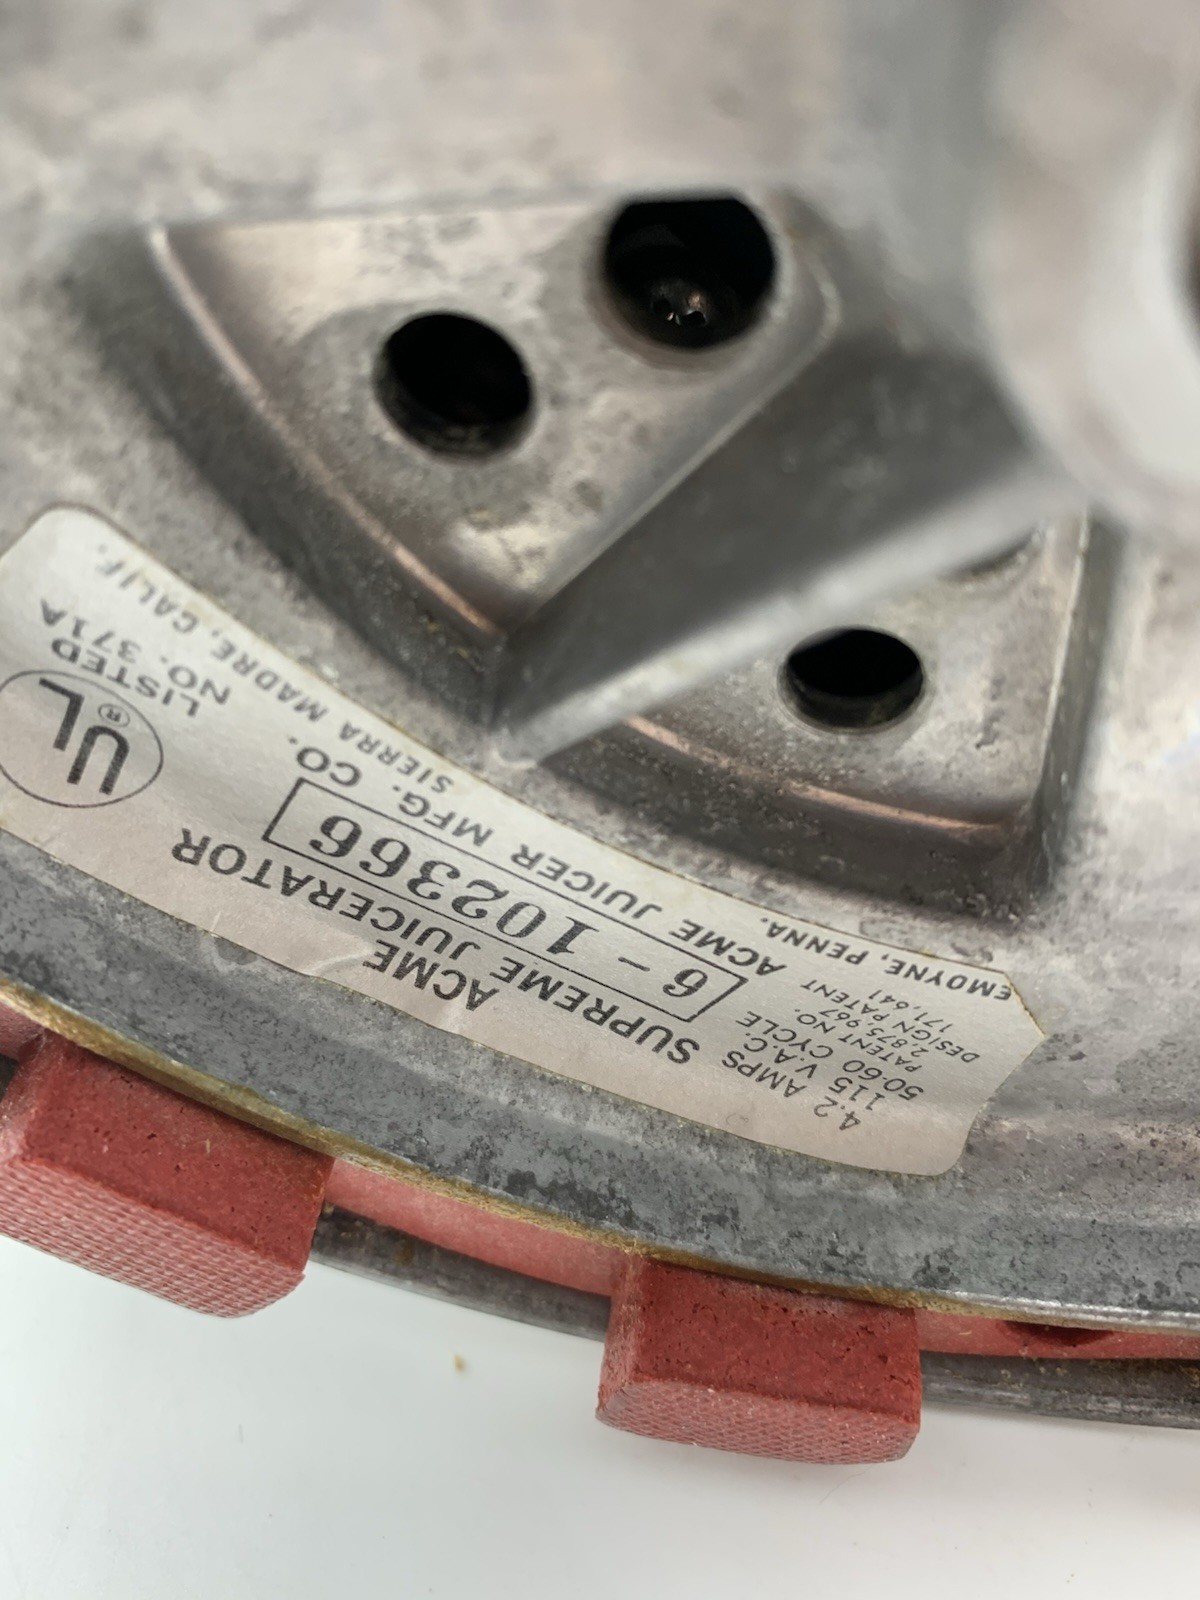 4.2 AMPS
115 V.A.C.
50-60 CYCLE
PATENT NO.
2,875,967
DESIGN PATENT
171,641
ACME
SUPREME JUICERATOR
6-102366
ACME JUICER MFG. CO.
EMOYNE, PENNA.
SIERRA MADRE, CALIF.
UL®
LISTED
NO. 371A